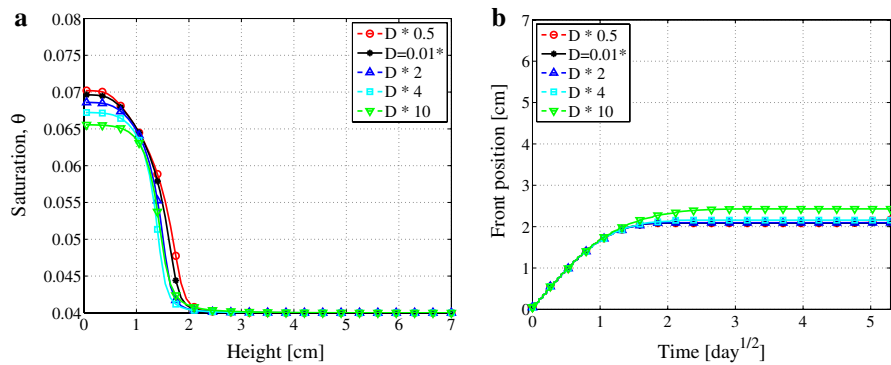 a
0.08
0.075
0.07
0.065
0.06
0.055
0.05
0.045
0.04
Saturation, θ
0 1 2 3 4 5 6 7
Height [cm]
D * 0.5
D=0.01*
D * 2
D * 4
D * 10
b
7
6
5
4
3
2
1
0
Front position [cm]
0 1 2 3 4 5
Time [day^1/2]
D * 0.5
D=0.01*
D * 2
D * 4
D * 10